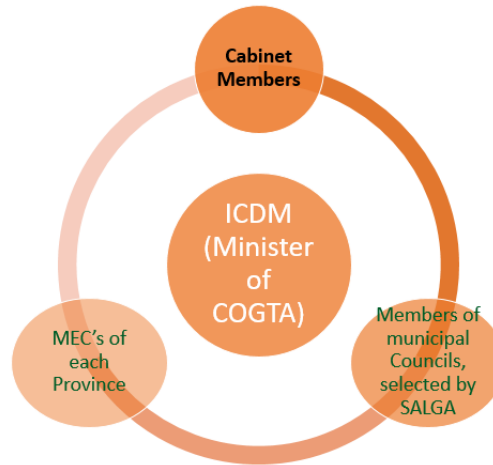 Cabinet
Members
ICDM
(Minister
of
COGTA)
MEC's of
each
Province
Members of
municipal
Councils,
selected by
SALGA